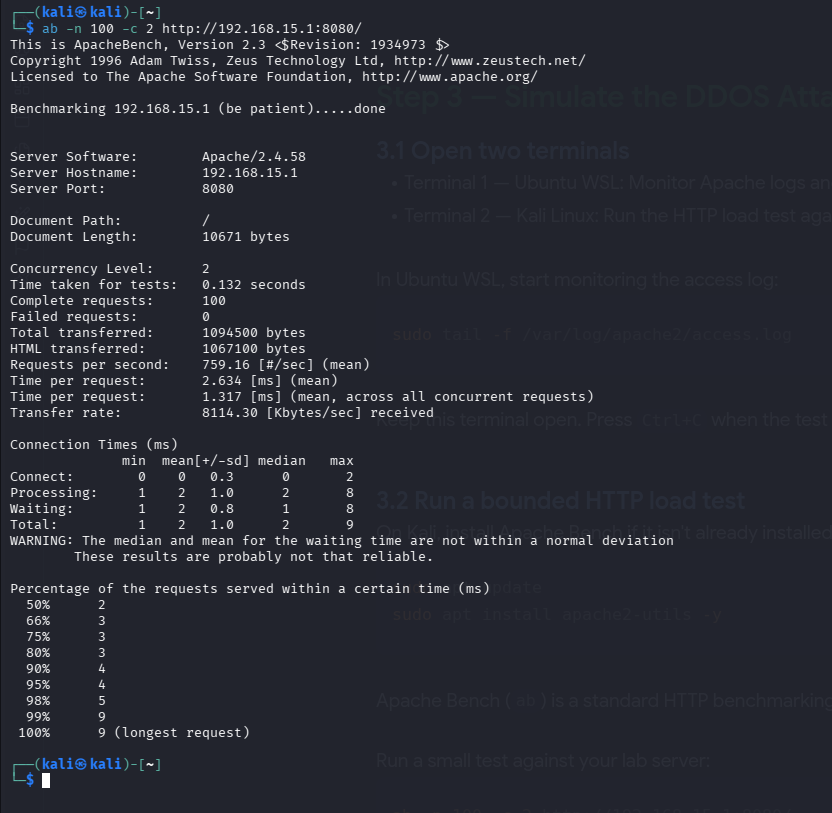 ┌──(kali㉿kali)-[~]
└─$ ab -n 100 -c 2 http://192.168.15.1:8080/
This is ApacheBench, Version 2.3 <$Revision: 1934973 $>
Copyright 1996 Adam Twiss, Zeus Technology Ltd, http://www.zeustech.net/
Licensed to The Apache Software Foundation, http://www.apache.org/
Benchmarking 192.168.15.1 (be patient).....done
Server Software:        Apache/2.4.58
Server Hostname:        192.168.15.1
Server Port:            8080
Document Path:          /
Document Length:        10671 bytes
Concurrency Level:      2
Time taken for tests:   0.132 seconds
Complete requests:      100
Failed requests:        0
Total transferred:      1094500 bytes
HTML transferred:       1067100 bytes
Requests per second:    759.16 [#/sec] (mean)
Time per request:       2.634 [ms] (mean)
Time per request:       1.317 [ms] (mean, across all concurrent requests)
Transfer rate:          8114.30 [Kbytes/sec] received
Connection Times (ms)
              min  mean[+/-sd] median   max
Connect:        0    0   0.3      0       2
Processing:     1    2   1.0      2       8
Waiting:        1    2   0.8      1       8
Total:          1    2   1.0      2       9
WARNING: The median and mean for the waiting time are not within a normal deviation
        These results are probably not that reliable.
Percentage of the requests served within a certain time (ms)
  50%      2
  66%      3
  75%      3
  80%      3
  90%      4
  95%      4
  98%      5
  99%      9
 100%      9 (longest request)
┌──(kali㉿kali)-[~]
└─$
Step 3 — Simulate the DDOS
3.1 Open two terminals
• Terminal 1 — Ubuntu WSL: Monitor Apache logs
• Terminal 2 — Kali Linux: Run the HTTP load test
In Ubuntu WSL, start monitoring the access log:
sudo tail -f /var/log/apache2/access.log
Keep this terminal open. Press Ctrl+C when the test
3.2 Run a bounded HTTP load test
On Kali, install Apache Bench if it isn't already installed
update
sudo apt install apache2-utils -y
Apache Bench (ab) is a standard HTTP benchmarking
Run a small test against your lab server: